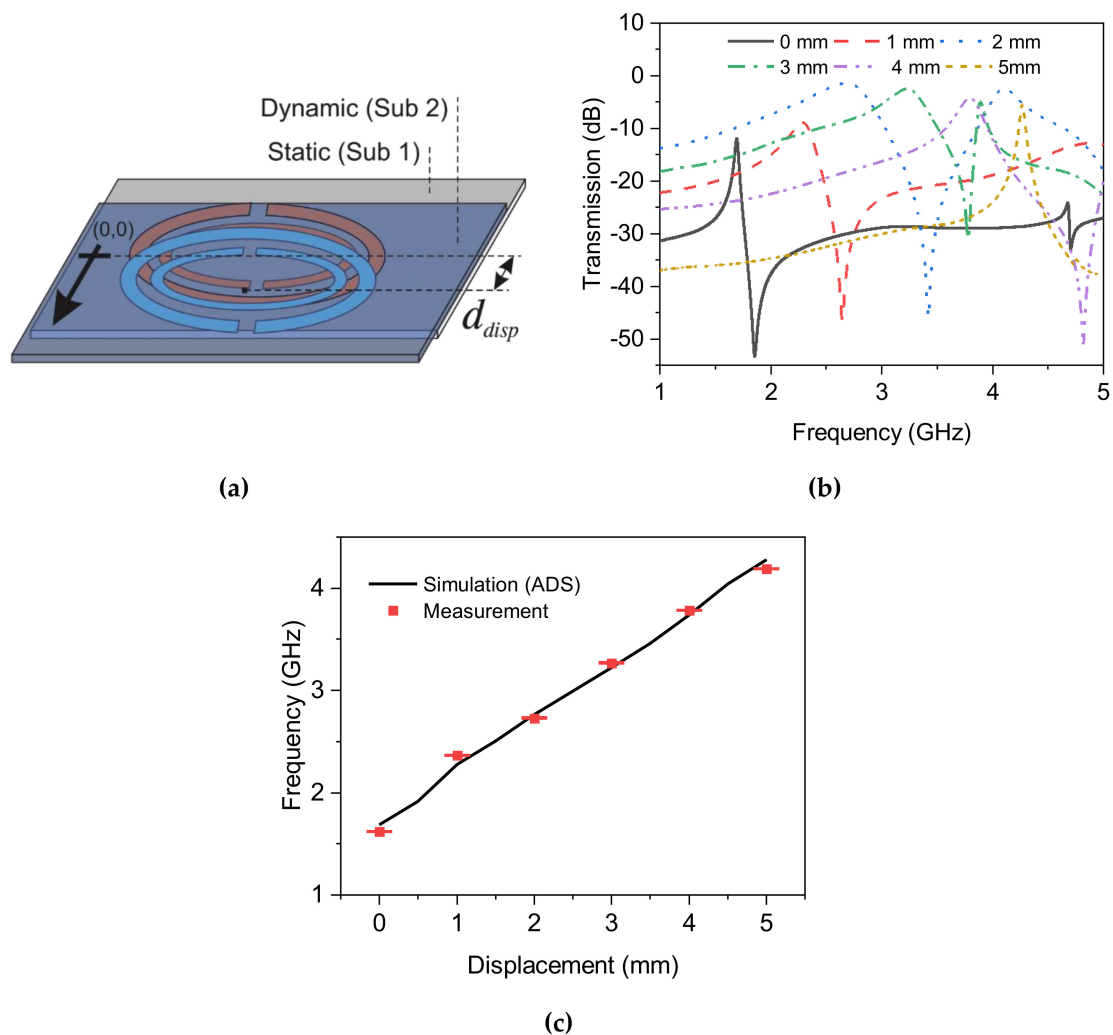 Dynamic (Sub 2)
Static (Sub 1)
(0,0)
d_disp
(a)
10
0
-10
-20
-30
-40
-50
Transmission (dB)
0 mm 1 mm 2 mm
3 mm 4 mm 5mm
1 2 3 4 5
Frequency (GHz)
(b)
4
3
2
1
Frequency (GHz)
Simulation (ADS)
Measurement
0 1 2 3 4 5
Displacement (mm)
(c)